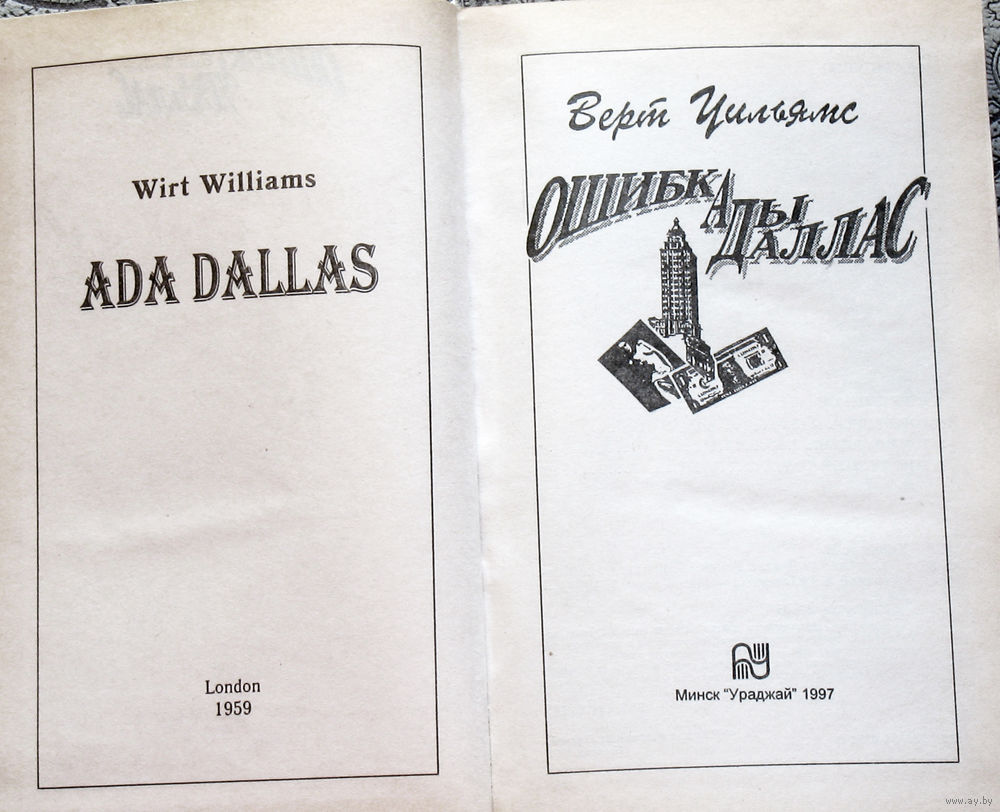 Wirt Williams
ADA DALLAS
London
1959
Верт Уильямс
ОШИБКА
АДЫ
ДАЛЛАС
Минск "Ураджай" 1997
www.ay.by